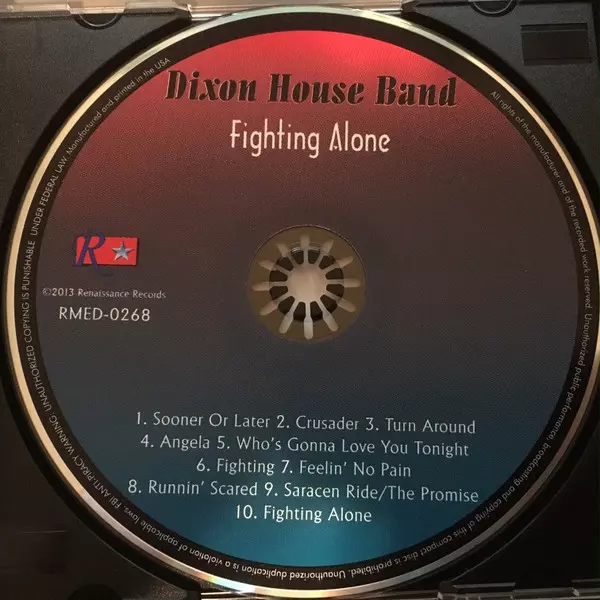 Dixon House Band
Fighting Alone
R
©2013 Renaissance Records
RMED-0268
1. Sooner Or Later 2. Crusader 3. Turn Around
4. Angela 5. Who's Gonna Love You Tonight
6. Fighting 7. Feelin' No Pain
8. Runnin' Scared 9. Saracen Ride/The Promise
10. Fighting Alone
All rights of the manufacturer and of the recorded work reserved. Unauthorized public performance, broadcasting and copying of this compact disc is prohibited. Unauthorized duplication is a violation of applicable laws. FBI ANTI-PIRACY WARNING: UNAUTHORIZED COPYING IS PUNISHABLE UNDER FEDERAL LAW. Manufactured and printed in the USA